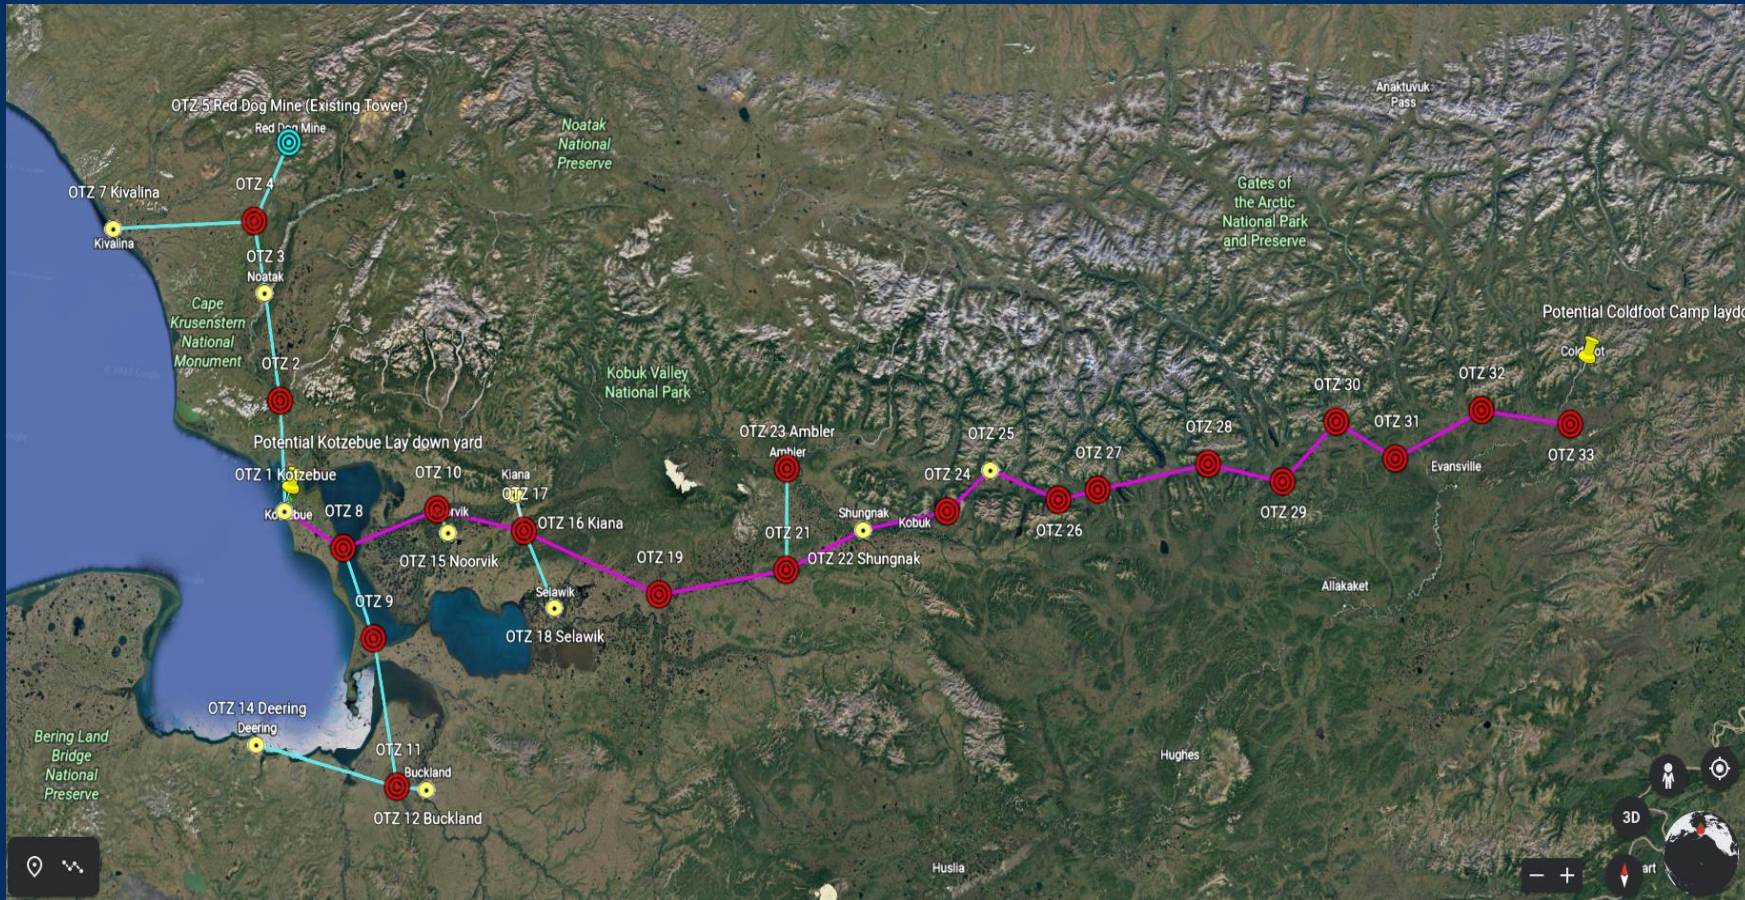 Anaktuvuk
Pass
OTZ 5 Red Dog Mine (Existing Tower)
Red Dog Mine
Noatak
National
Preserve
OTZ 7 Kivalina
OTZ 4
Gates of
the Arctic
National Park
and Preserve
Kivalina
OTZ 3
Noatak
Cape
Krusenstern
National
Monument
Potential Coldfoot Camp laydo
OTZ 2
Kobuk Valley
National Park
OTZ 30
OTZ 32
OTZ 31
Potential Kotzebue Lay down yard
OTZ 23 Ambler
Ambler
OTZ 25
OTZ 28
OTZ 27
OTZ 1 Kotzebue
OTZ 10
Kiana
OTZ 24
Evansville
OTZ 33
OTZ 17
OTZ 8
Shungnak
Kobuk
OTZ 29
OTZ 16 Kiana
OTZ 21
OTZ 26
OTZ 15 Noorvik
OTZ 19
OTZ 22 Shungnak
Selawik
Allakaket
OTZ 9
OTZ 18 Selawik
OTZ 14 Deering
Deering
Bering Land
Bridge
National
Preserve
OTZ 11
Buckland
Hughes
OTZ 12 Buckland
3D
Huslia
art